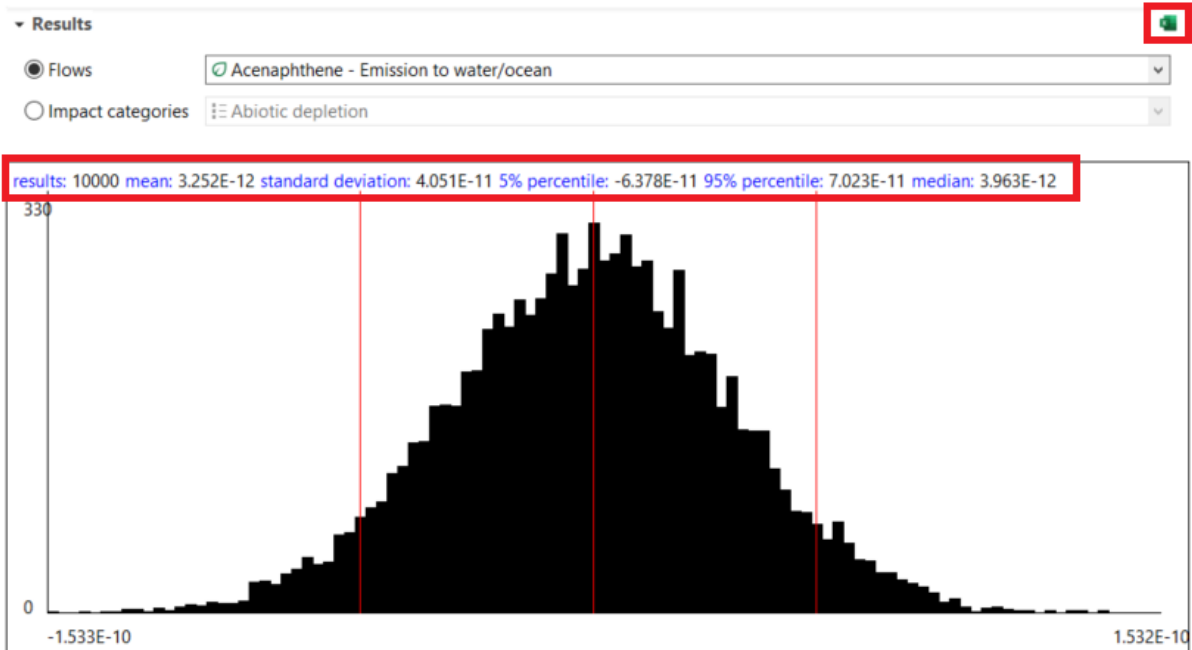 Results
Flows
Acenaphthene - Emission to water/ocean
Impact categories
Abiotic depletion
results: 10000 mean: 3.252E-12 standard deviation: 4.051E-11 5% percentile: -6.378E-11 95% percentile: 7.023E-11 median: 3.963E-12
330
0
-1.533E-10
1.532E-10